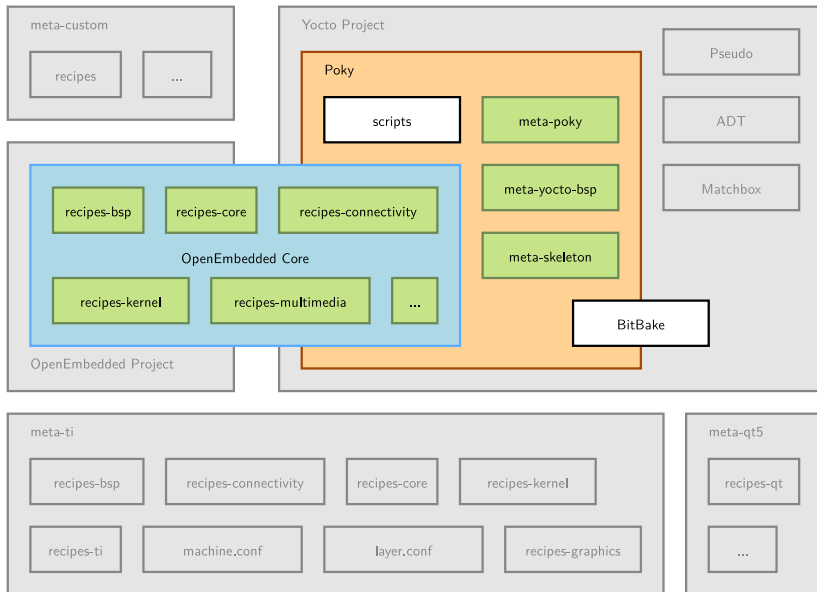 meta-custom
recipes
...
Yocto Project
Poky
scripts
meta-poky
meta-yocto-bsp
meta-skeleton
BitBake
Pseudo
ADT
Matchbox
recipes-bsp
recipes-core
recipes-connectivity
OpenEmbedded Core
recipes-kernel
recipes-multimedia
...
OpenEmbedded Project
meta-ti
recipes-bsp
recipes-connectivity
recipes-core
recipes-kernel
recipes-ti
machine.conf
layer.conf
recipes-graphics
meta-qt5
recipes-qt
...